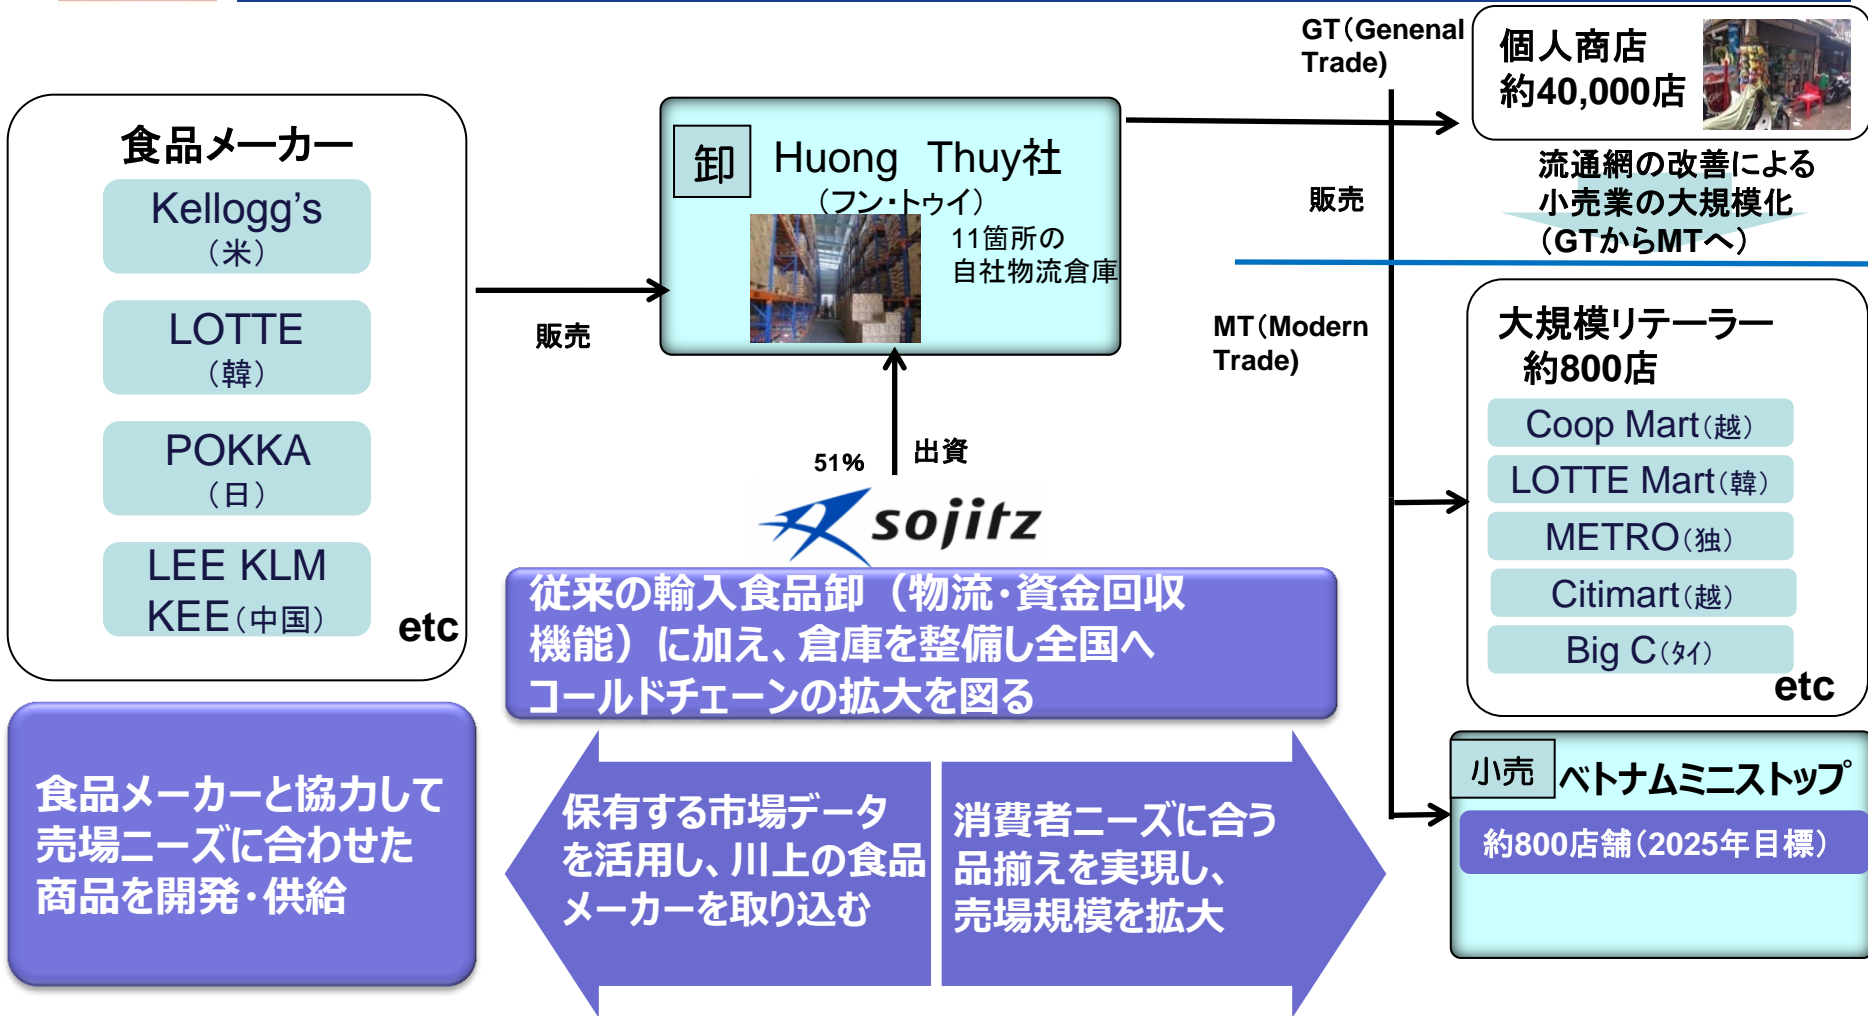 食品メーカー
Kellogg's
（米）
LOTTE
（韓）
POKKA
（日）
LEE KLM
KEE（中国）
etc
販売
卸
Huong　Thuy社
（フン・トゥイ）
11箇所の
自社物流倉庫
51%
出資
sojitz
GT（Genenal
Trade)
販売
MT（Modern
Trade)
個人商店
約40,000店
流通網の改善による
小売業の大規模化
（GTからMTへ）
大規模リテーラー
約800店
Coop Mart（越）
LOTTE Mart（韓）
METRO（独）
Citimart（越）
Big C（タイ）
etc
小売
ベトナムミニストップ
約800店舗（2025年目標）
従来の輸入食品卸（物流・資金回収
機能）に加え、倉庫を整備し全国へ
コールドチェーンの拡大を図る
食品メーカーと協力して
売場ニーズに合わせた
商品を開発・供給
保有する市場データ
を活用し、川上の食品
メーカーを取り込む
消費者ニーズに合う
品揃えを実現し、
売場規模を拡大